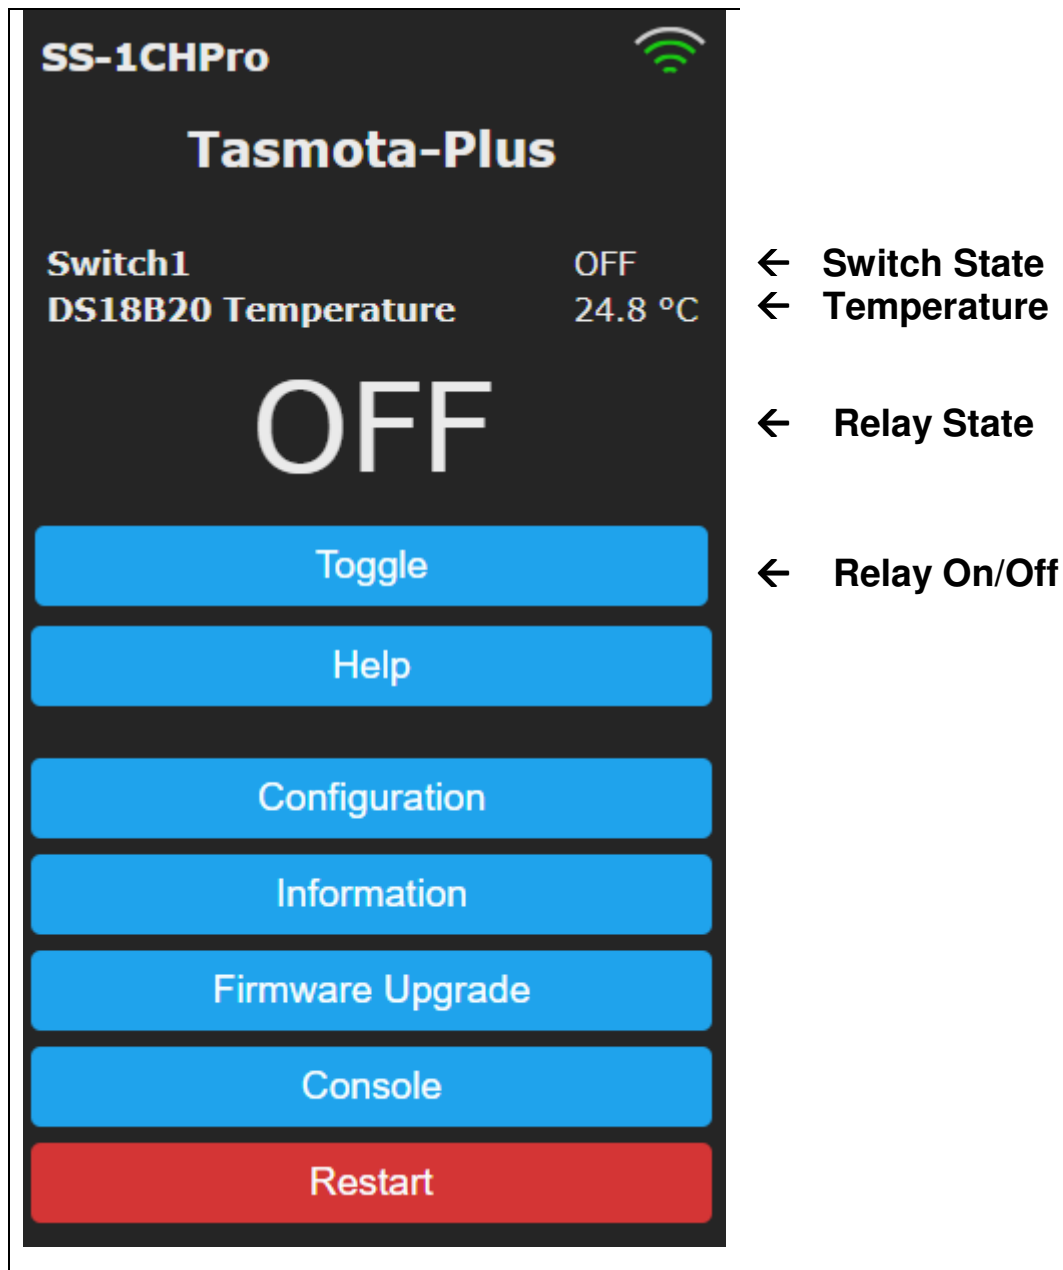 SS-1CHPro
Tasmota-Plus
Switch1 OFF ← Switch State
DS18B20 Temperature 24.8 °C ← Temperature
OFF ← Relay State
Toggle ← Relay On/Off
Help
Configuration
Information
Firmware Upgrade
Console
Restart